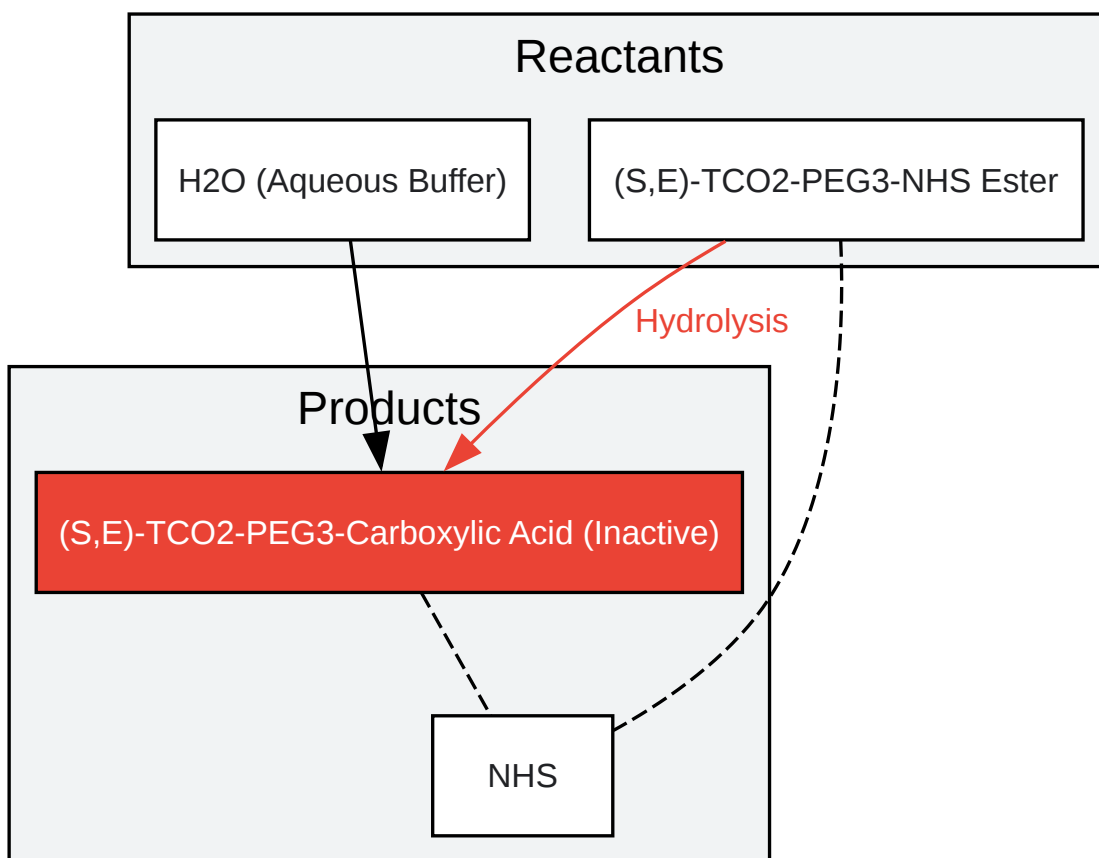 Reactants
H2O (Aqueous Buffer)
(S,E)-TCO2-PEG3-NHS Ester
Hydrolysis
Products
(S,E)-TCO2-PEG3-Carboxylic Acid (Inactive)
NHS